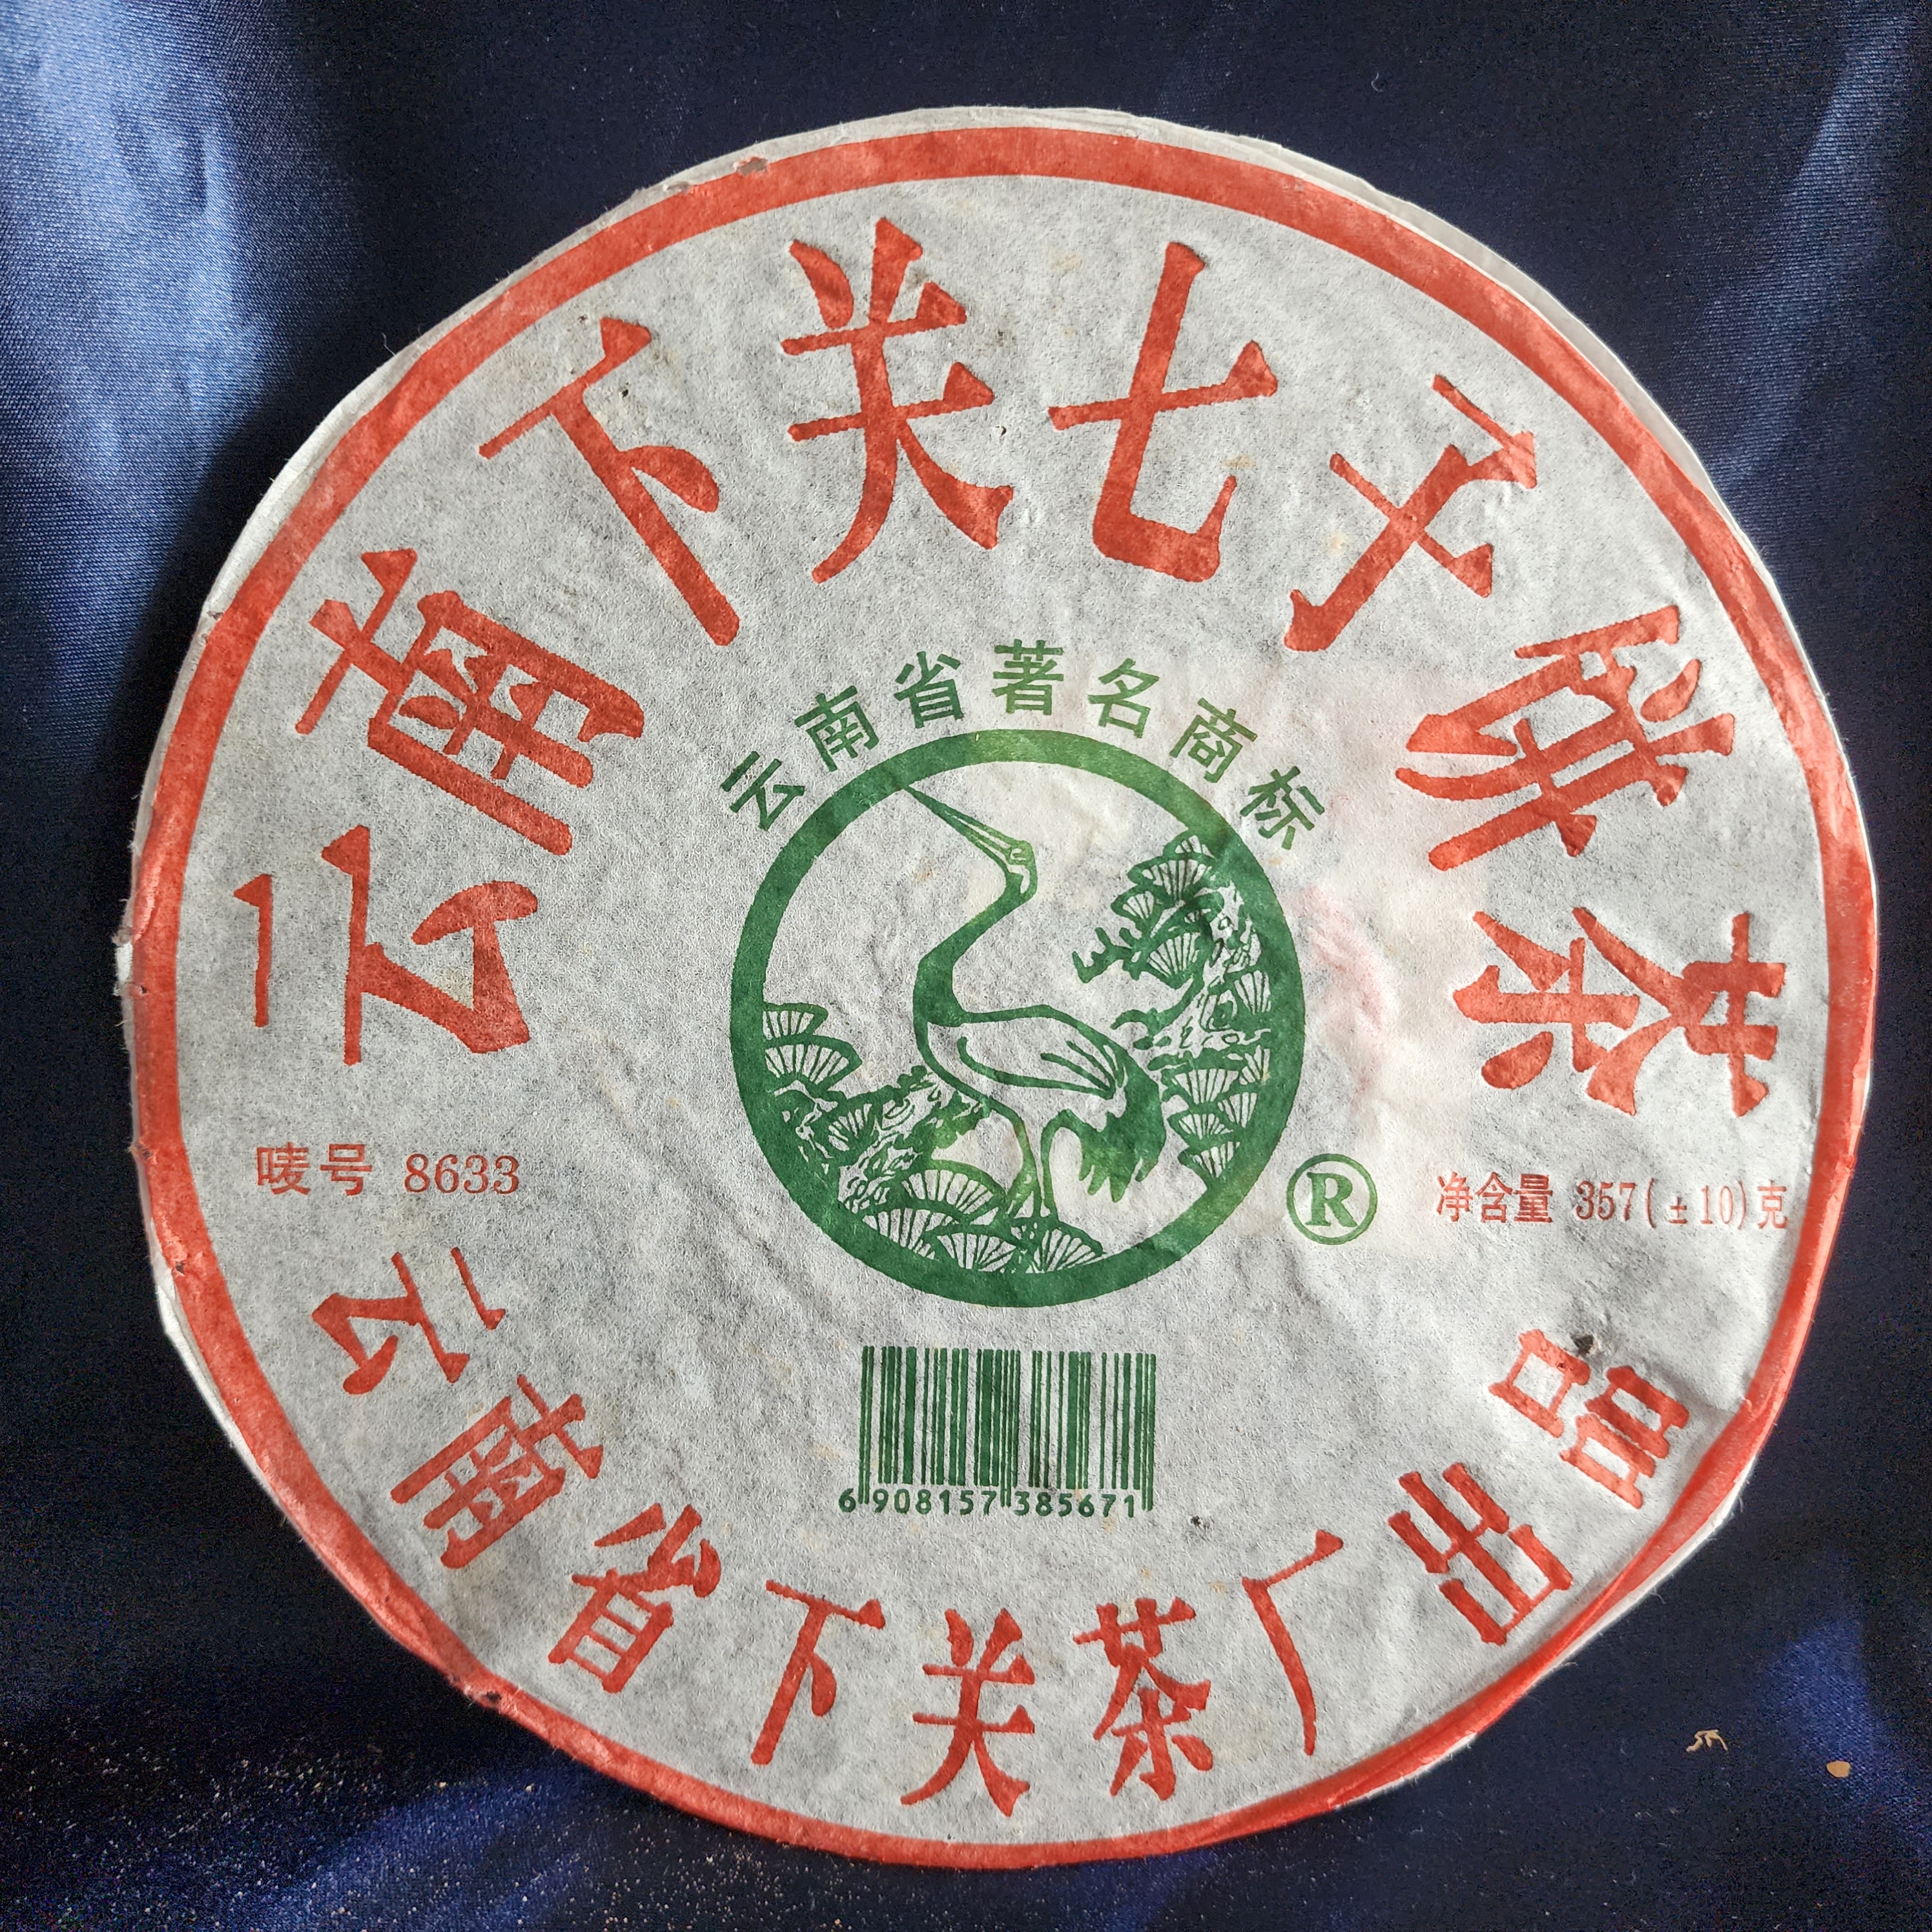 云南下关七子饼茶
云南省著名商标
®
唛号 8633
净含量 357(±10)克
6 908157 385671
云南省下关茶厂出品